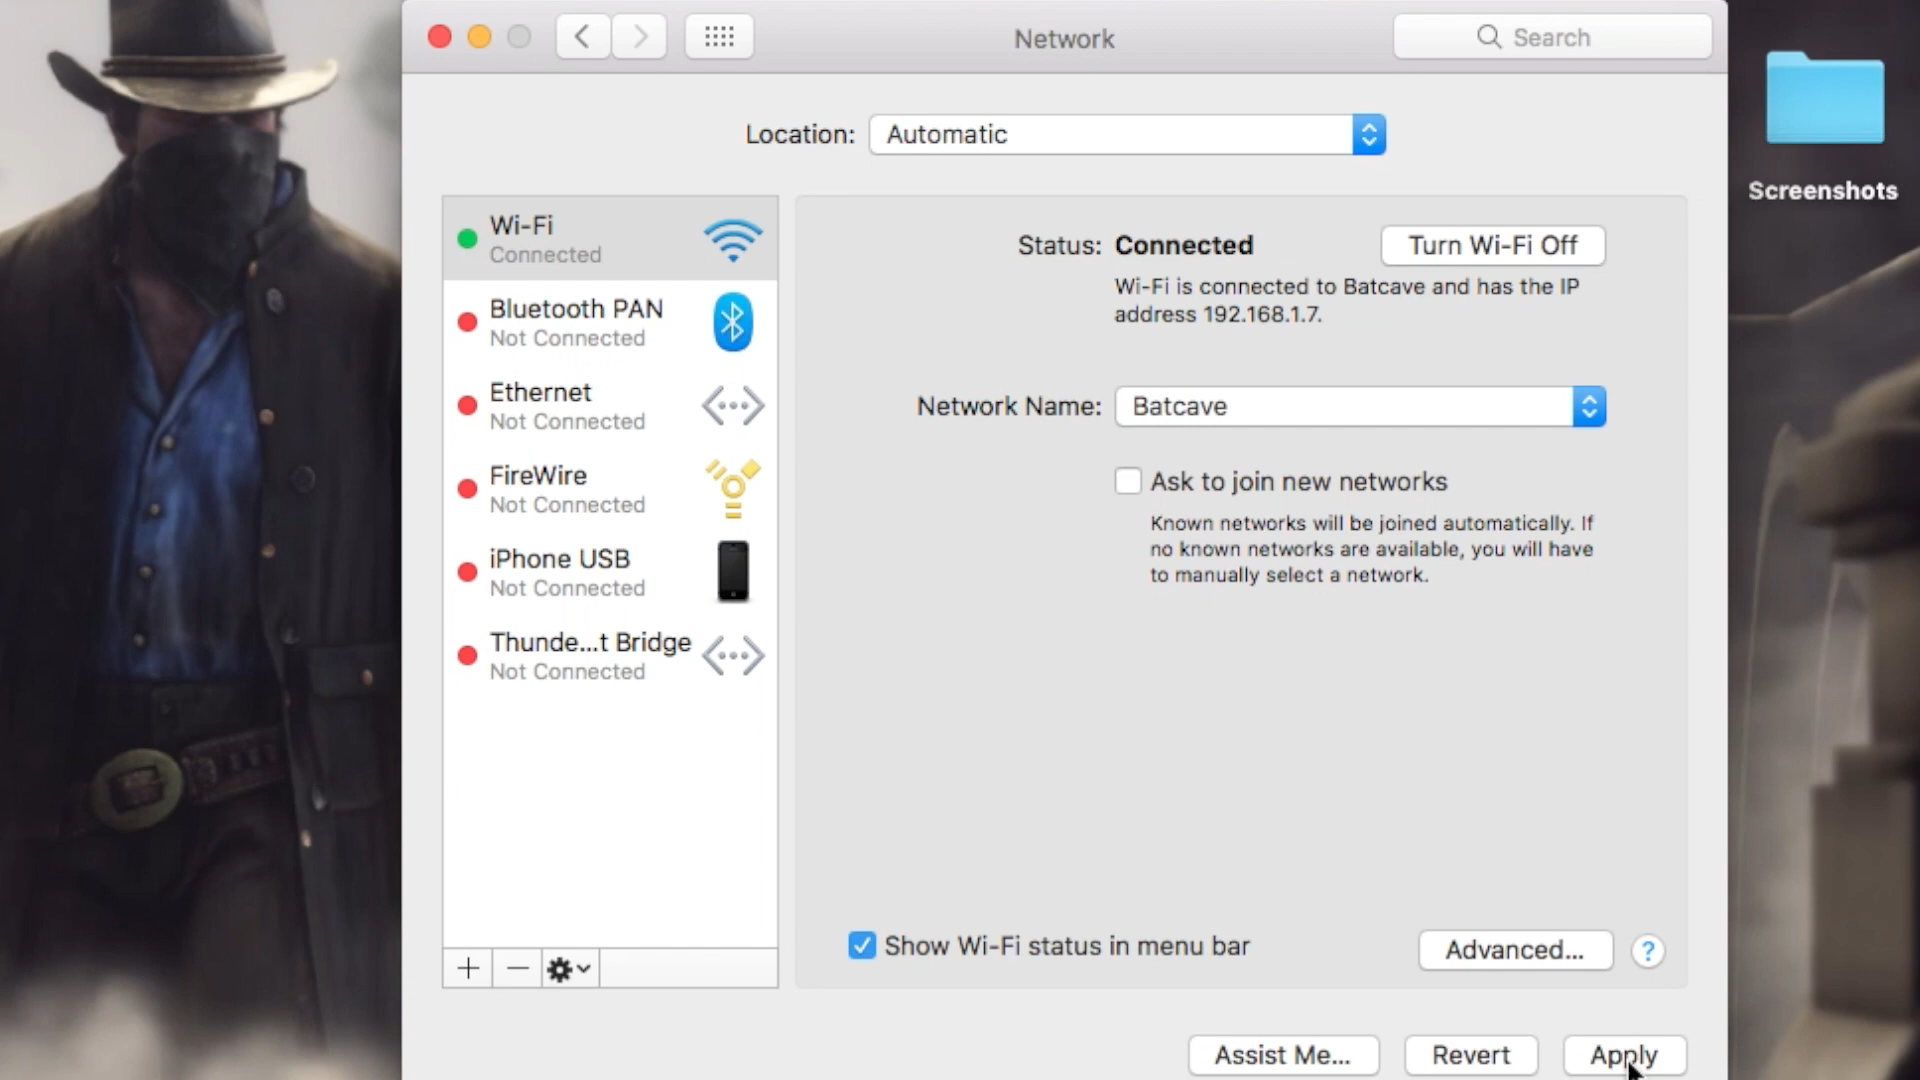 Network
Search
Location:
Automatic
Wi-Fi
Connected
Bluetooth PAN
Not Connected
Ethernet
Not Connected
FireWire
Not Connected
iPhone USB
Not Connected
Thunde...t Bridge
Not Connected
Status: Connected
Turn Wi-Fi Off
Wi-Fi is connected to Batcave and has the IP
address 192.168.1.7.
Network Name:
Batcave
Ask to join new networks
Known networks will be joined automatically. If
no known networks are available, you will have
to manually select a network.
Show Wi-Fi status in menu bar
Advanced...
?
Assist Me...
Revert
Apply
Screenshots